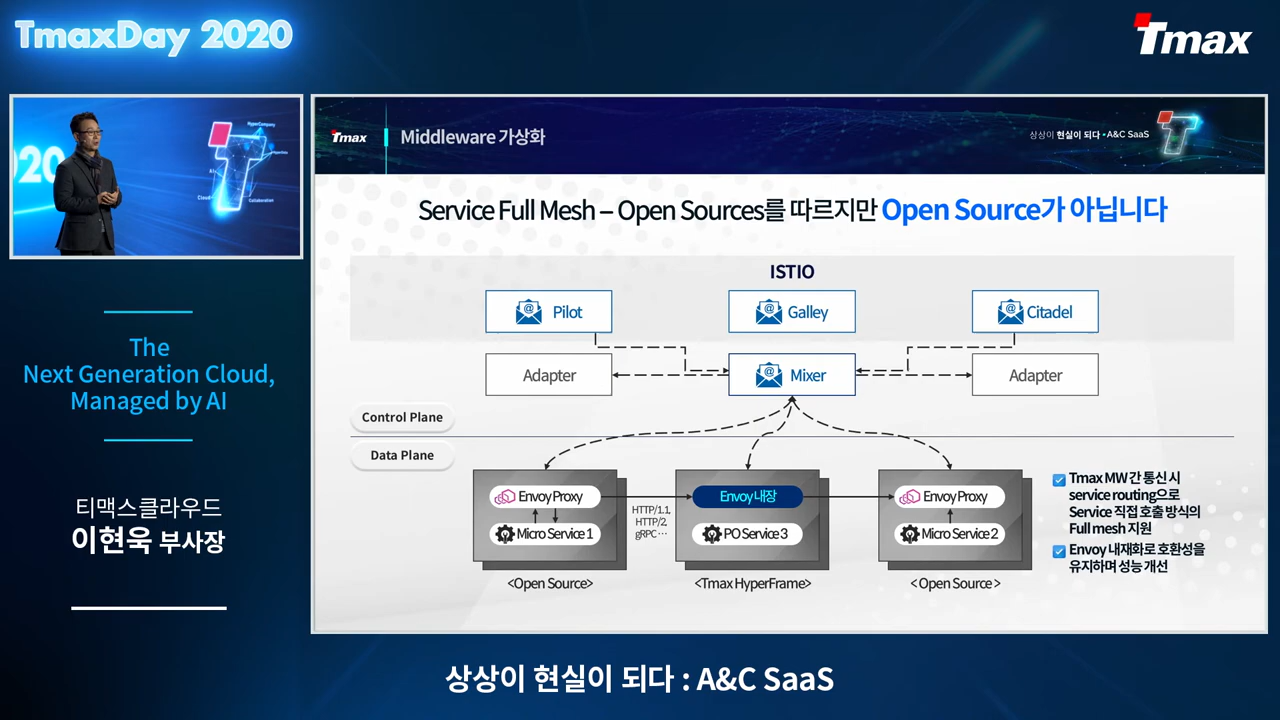 TmaxDay 2020
Tmax
020
HyperCompany
HyperData
AI
Cloud
Collaboration
The
Next Generation Cloud,
Managed by AI
티맥스클라우드
이현욱 부사장
Tmax
Middleware 가상화
상상이 현실이 되다 - A&C SaaS
Service Full Mesh – Open Sources를 따르지만 Open Source가 아닙니다
ISTIO
Pilot
Galley
Citadel
Adapter
Mixer
Adapter
Control Plane
Data Plane
Envoy Proxy
Envoy 내장
Envoy Proxy
HTTP/1.1,
HTTP/2,
gRPC ···
Micro Service 1
PO Service 3
Micro Service 2
<Open Source>
<Tmax HyperFrame>
< Open Source >
Tmax MW 간 통신 시
service routing으로
Service 직접 호출 방식의
Full mesh 지원
Envoy 내재화로 호환성을
유지하며 성능 개선
상상이 현실이 되다 : A&C SaaS